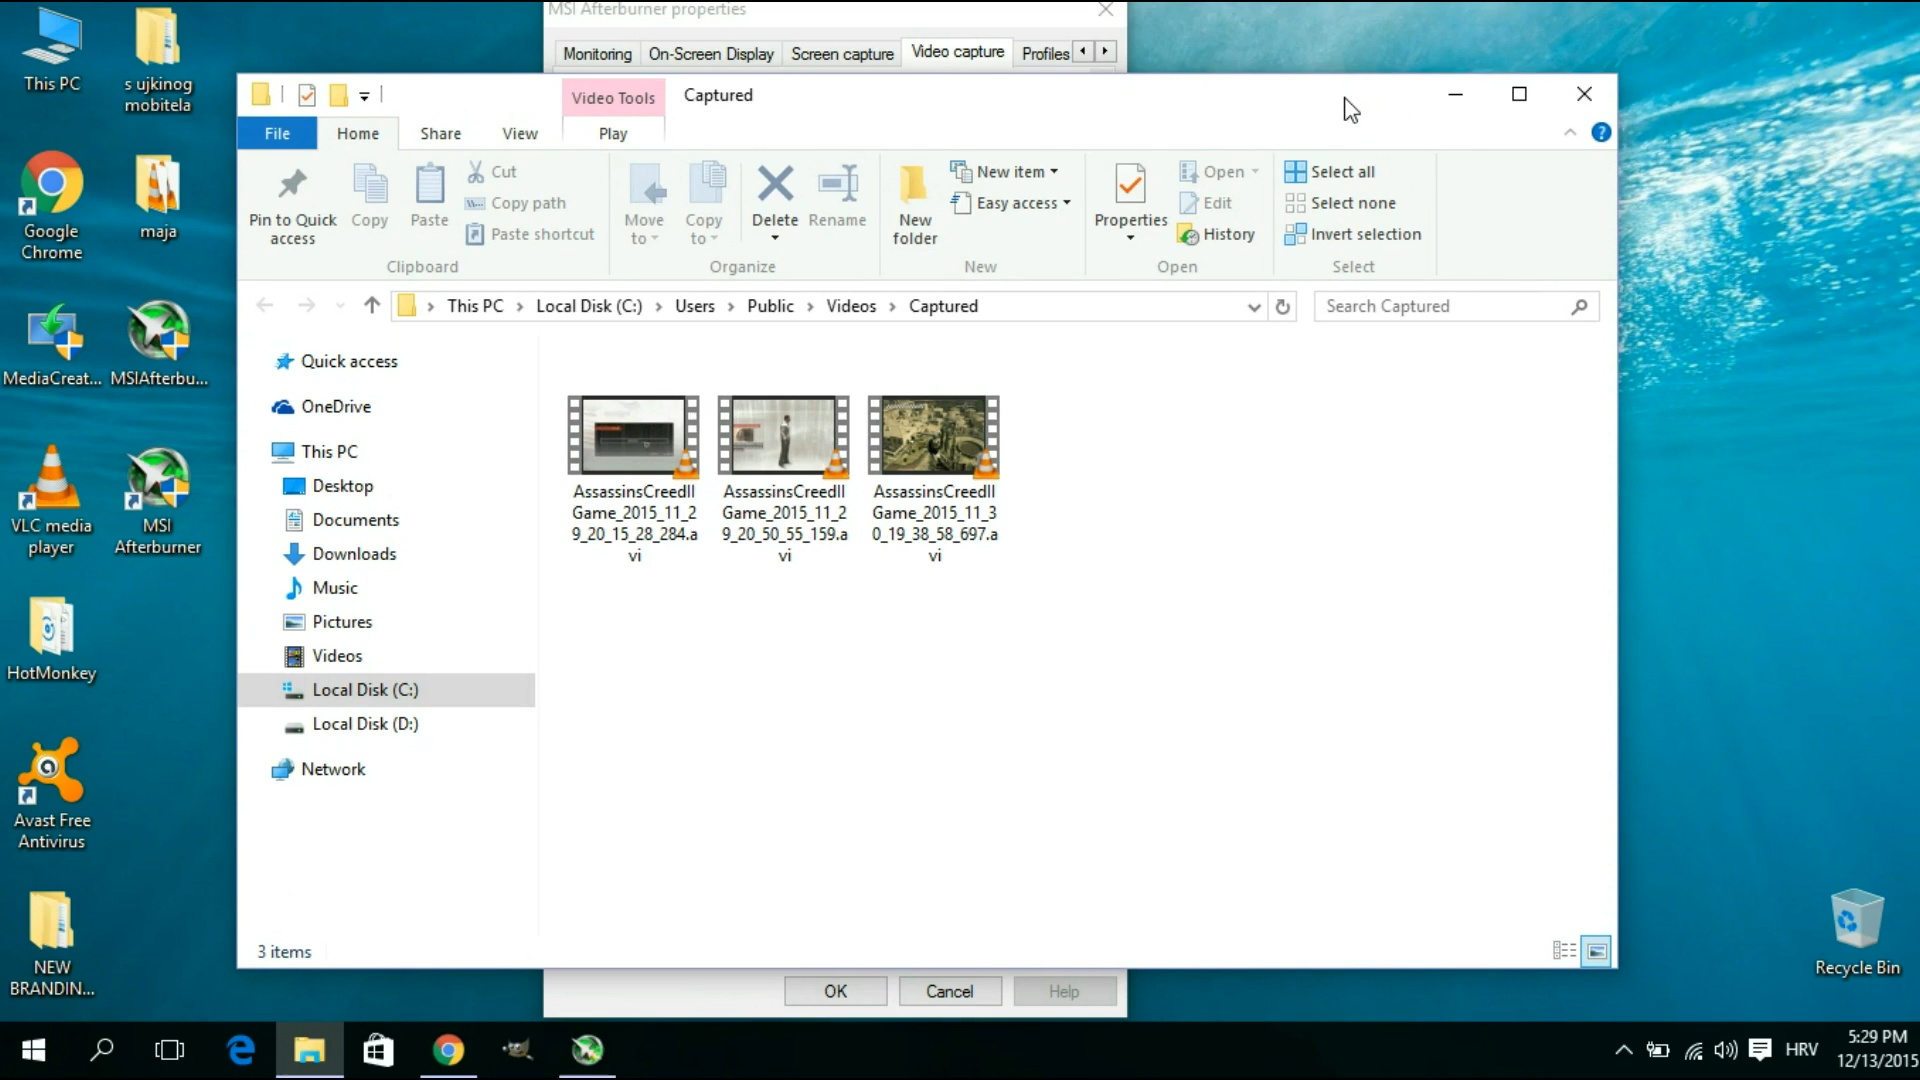 MSI Afterburner properties
Monitoring On-Screen Display Screen capture Video capture Profiles
This PC
s ujkinog
mobitela
Google
Chrome
maja
MediaCreat...
MSIAfterbu...
VLC media
player
MSI
Afterburner
HotMonkey
Avast Free
Antivirus
NEW
BRANDIN...
Recycle Bin
Video Tools Captured
File Home Share View Play
Pin to Quick
access
Copy
Paste
Cut
Copy path
Paste shortcut
Clipboard
Move
to
Copy
to
Delete
Rename
Organize
New
folder
New item
Easy access
New
Properties
Open
Edit
History
Open
Select all
Select none
Invert selection
Select
This PC > Local Disk (C:) > Users > Public > Videos > Captured
Search Captured
Quick access
OneDrive
This PC
Desktop
Documents
Downloads
Music
Pictures
Videos
Local Disk (C:)
Local Disk (D:)
Network
AssassinsCreedII
Game_2015_11_2
9_20_15_28_284.a
vi
AssassinsCreedII
Game_2015_11_2
9_20_50_55_159.a
vi
AssassinsCreedII
Game_2015_11_3
0_19_38_58_697.a
vi
3 items
OK Cancel Help
HRV
5:29 PM
12/13/2015